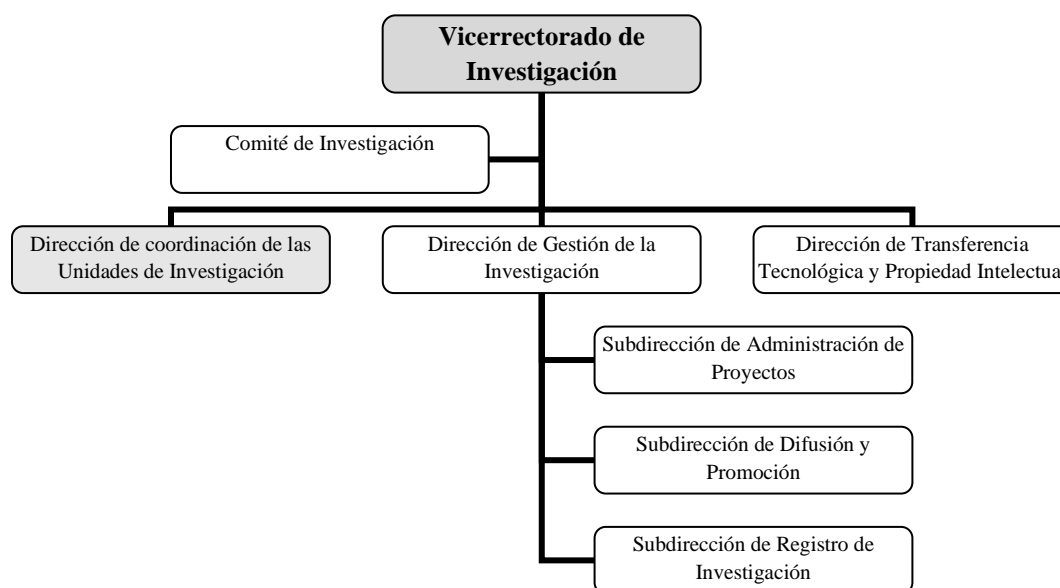 Vicerrectorado de
Investigación
Comité de Investigación
Dirección de coordinación de las
Unidades de Investigación
Dirección de Gestión de la
Investigación
Dirección de Transferencia
Tecnológica y Propiedad Intelectua
Subdirección de Administración de
Proyectos
Subdirección de Difusión y
Promoción
Subdirección de Registro de
Investigación